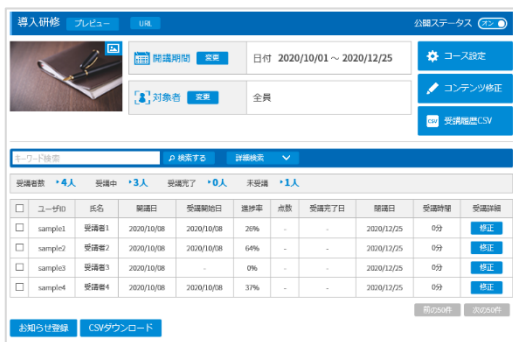 導入研修 プレビュー URL 公開ステータス オン
開講期間 変更 日付 2020/10/01～2020/12/25 コース設定
対象者 変更 全員 コンテンツ修正
CSV 受講履歴CSV
キーワード検索 検索する 詳細検索
受講者数 4人 受講中 3人 受講完了 0人 未受講 1人
ユーザID 氏名 開講日 受講開始日 進捗率 点数 受講完了日 閉講日 受講時間 受講詳細
sample1 受講者1 2020/10/08 2020/10/08 26% - - 2020/12/25 0分 修正
sample2 受講者2 2020/10/08 2020/10/08 64% - - 2020/12/25 0分 修正
sample3 受講者3 2020/10/08 - 0% - - 2020/12/25 0分 修正
sample4 受講者4 2020/10/08 2020/10/08 37% - - 2020/12/25 0分 修正
前の50件 次の50件
お知らせ登録 CSVダウンロード